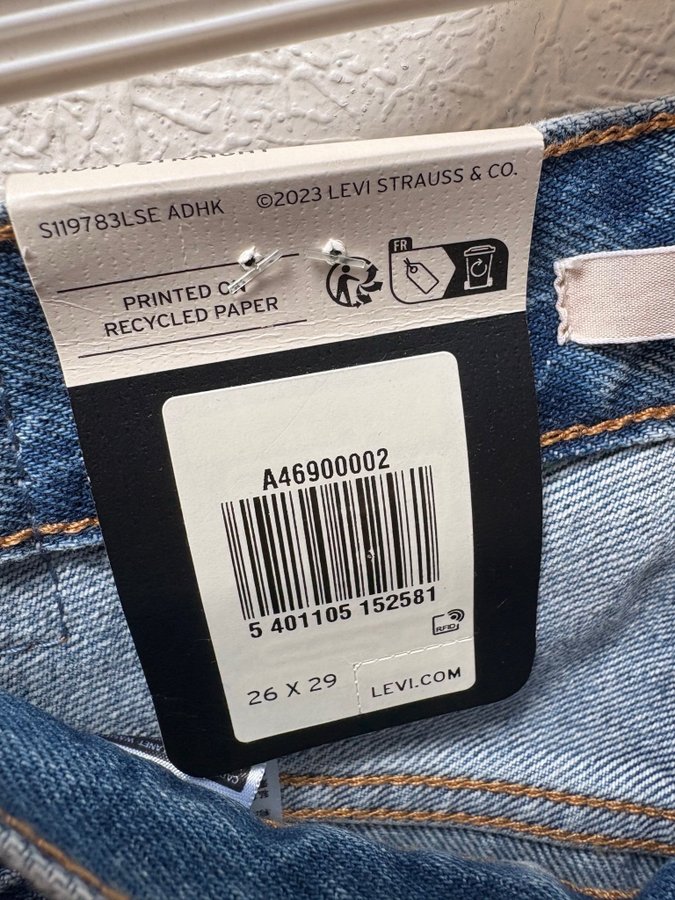 S119783LSE ADHK
©2023 LEVI STRAUSS & CO.
FR
PRINTED ON
RECYCLED PAPER
A46900002
5 401105 152581
RFID
26 X 29
LEVI.COM